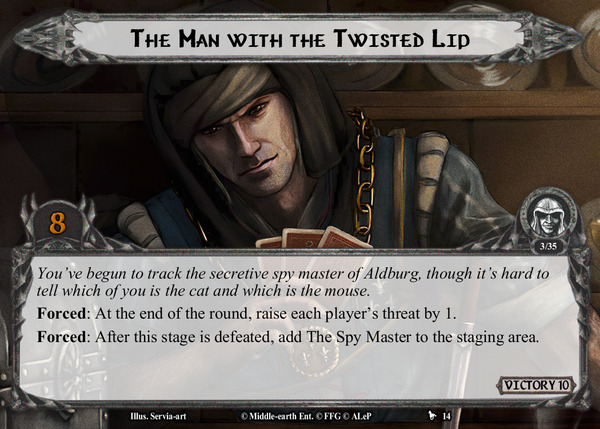 The Man with the Twisted Lip
8
3/35
You've begun to track the secretive spy master of Aldburg, though it's hard to
tell which of you is the cat and which is the mouse.
Forced: At the end of the round, raise each player's threat by 1.
Forced: After this stage is defeated, add The Spy Master to the staging area.
VICTORY 10
Illus. Servia-art © Middle-earth Ent. © FFG © ALeP 14